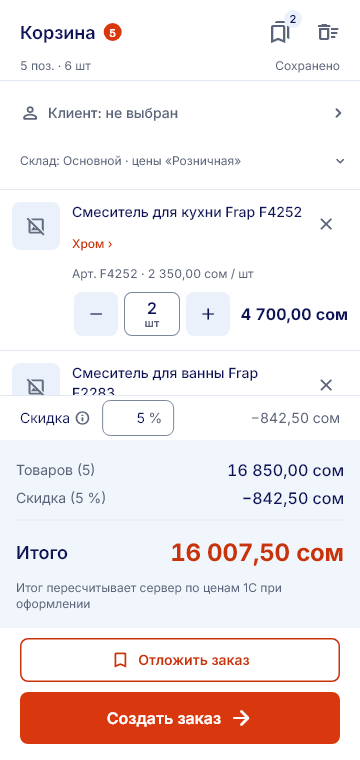 Корзина 5
2
5 поз. · 6 шт
Сохранено
Клиент: не выбран
Склад: Основной · цены «Розничная»
Смеситель для кухни Frap F4252
Хром ›
Арт. F4252 · 2 350,00 сом / шт
− 2 + 4 700,00 сом
шт
Смеситель для ванны Frap
F2283
Скидка 5 % −842,50 сом
Товаров (5) 16 850,00 сом
Скидка (5 %) −842,50 сом
Итого 16 007,50 сом
Итог пересчитывает сервер по ценам 1С при
оформлении
Отложить заказ
Создать заказ